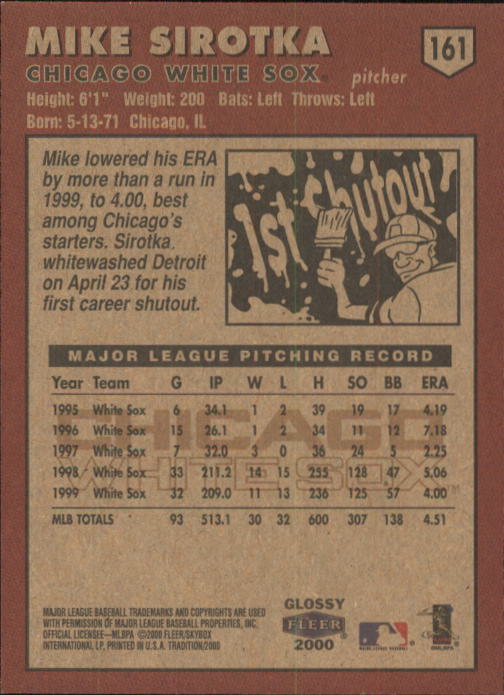 MIKE SIROTKA
161
CHICAGO WHITE SOX® pitcher
Height: 6'1" Weight: 200 Bats: Left Throws: Left
Born: 5-13-71 Chicago, IL
Mike lowered his ERA
by more than a run in
1999, to 4.00, best
among Chicago's
starters. Sirotka
whitewashed Detroit
on April 23 for his
first career shutout.
1st Shutout
MAJOR LEAGUE PITCHING RECORD
Year Team G IP W L H SO BB ERA
1995 White Sox 6 34.1 1 2 39 19 17 4.19
1996 White Sox 15 26.1 1 2 34 11 12 7.18
1997 White Sox 7 32.0 3 0 36 24 5 2.25
1998 White Sox 33 211.2 14 15 255 128 47 5.06
1999 White Sox 32 209.0 11 13 236 125 57 4.00
CHICAGO
WHITE SOX™
MLB TOTALS 93 513.1 30 32 600 307 138 4.51
MAJOR LEAGUE BASEBALL TRADEMARKS AND COPYRIGHTS ARE USED
WITH PERMISSION OF MAJOR LEAGUE BASEBALL PROPERTIES, INC.
OFFICIAL LICENSEE—MLBPA ©2000 FLEER/SKYBOX
INTERNATIONAL LP, PRINTED IN U.S.A. TRADITION/2000
GLOSSY
FLEER
2000
©MLBPA